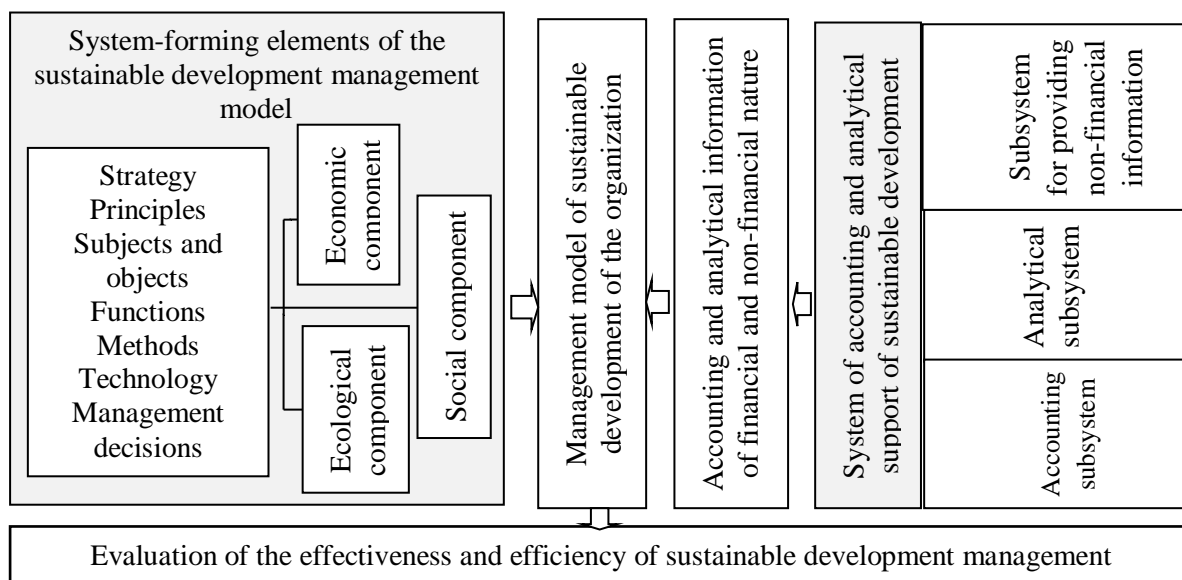 System-forming elements of the
sustainable development management
model
Strategy
Principles
Subjects and
objects
Functions
Methods
Technology
Management
decisions
Economic
component
Ecological
component
Social component
Management model of sustainable
development of the organization
Accounting and analytical information
of financial and non-financial nature
System of accounting and analytical
support of sustainable development
Subsystem
for providing
non-financial
information
Analytical
subsystem
Accounting
subsystem
Evaluation of the effectiveness and efficiency of sustainable development management